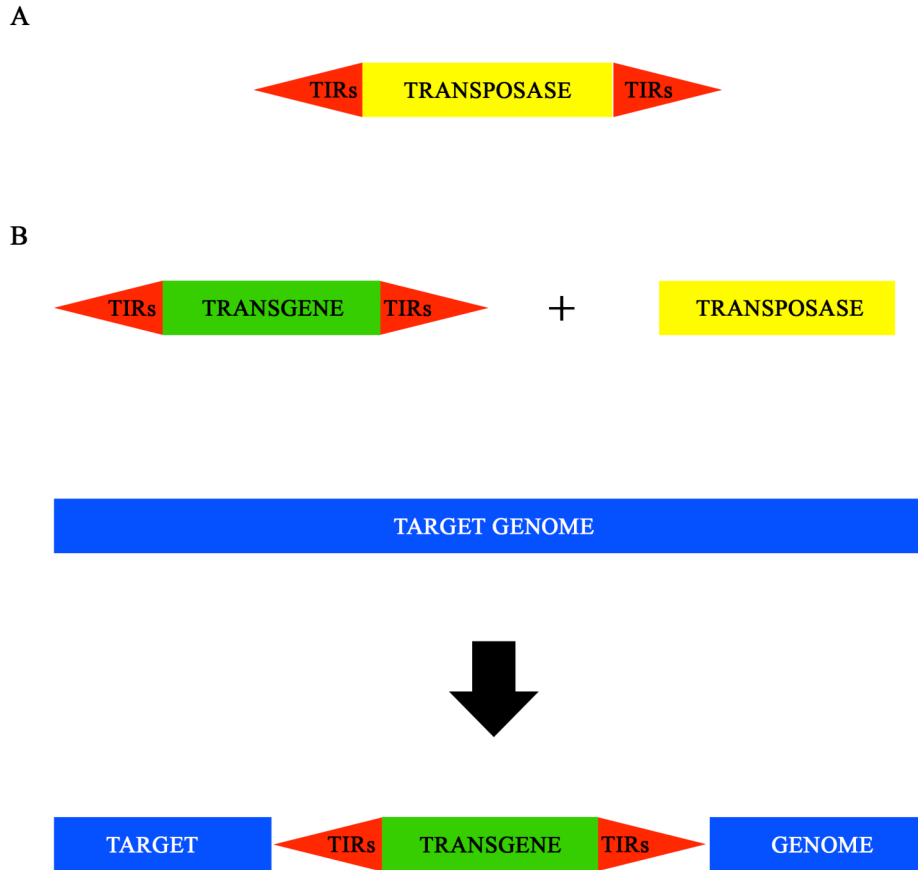 A
TIRs TRANSPOSASE TIRs
B
TIRs TRANSGENE TIRs + TRANSPOSASE
TARGET GENOME
TARGET TIRs TRANSGENE TIRs GENOME